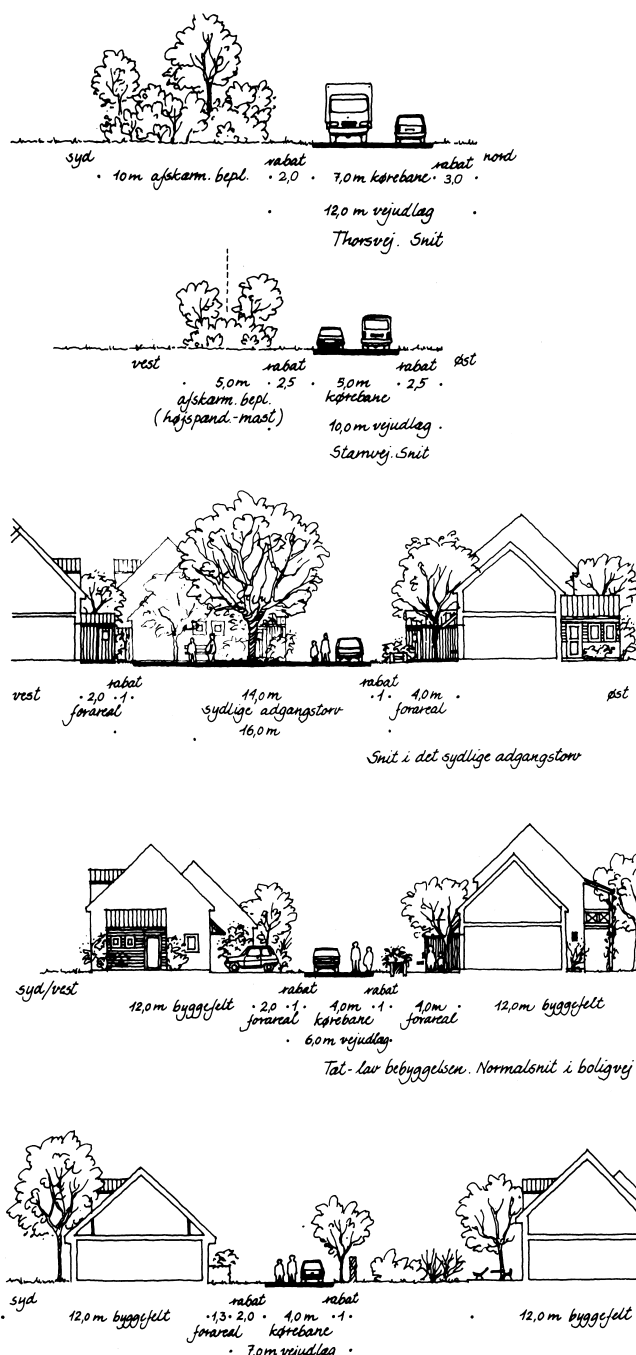 syd rabat rabat nord
10m afskærm. bepl. 2,0 7,0m kørebane 3,0
12,0 m vejudlæg
Thorsvej. Snit
vest rabat rabat øst
5,0m 2,5 5,0m 2,5
afskærm. bepl. kørebane
(højspænd.-mast) 10,0 m vejudlæg
Stamvej. Snit
rabat rabat
vest 2,0 1 14,0m 1 4,0m øst
forareal sydlige adgangstorv forareal
16,0m
Snit i det sydlige adgangstorv
syd/vest rabat rabat
12,0m byggefelt 2,0 1 4,0m 1 4,0m 12,0m byggefelt
forareal kørebane forareal
6,0m vejudlæg
Tæt-lav bebyggelsen. Normalsnit i boligvej
syd rabat rabat
12,0m byggefelt 1,3 2,0 4,0m 1 12,0m byggefelt
forareal kørebane
7,0m vejudlæg